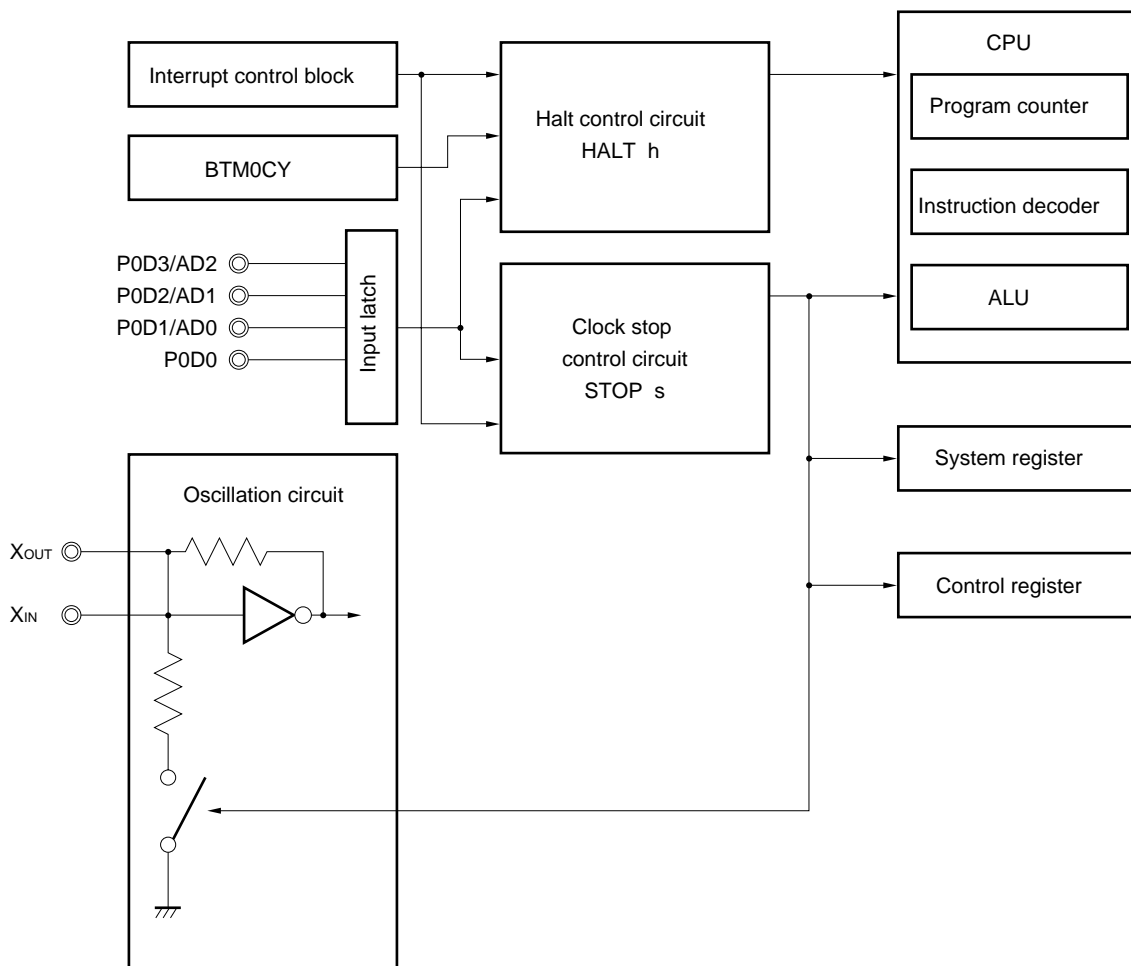 CPU
Interrupt control block
Program counter
Halt control circuit
HALT h
BTM0CY
Instruction decoder
P0D3/AD2
P0D2/AD1
P0D1/AD0
P0D0
Input latch
ALU
Clock stop
control circuit
STOP s
System register
Oscillation circuit
XOUT
XIN
Control register